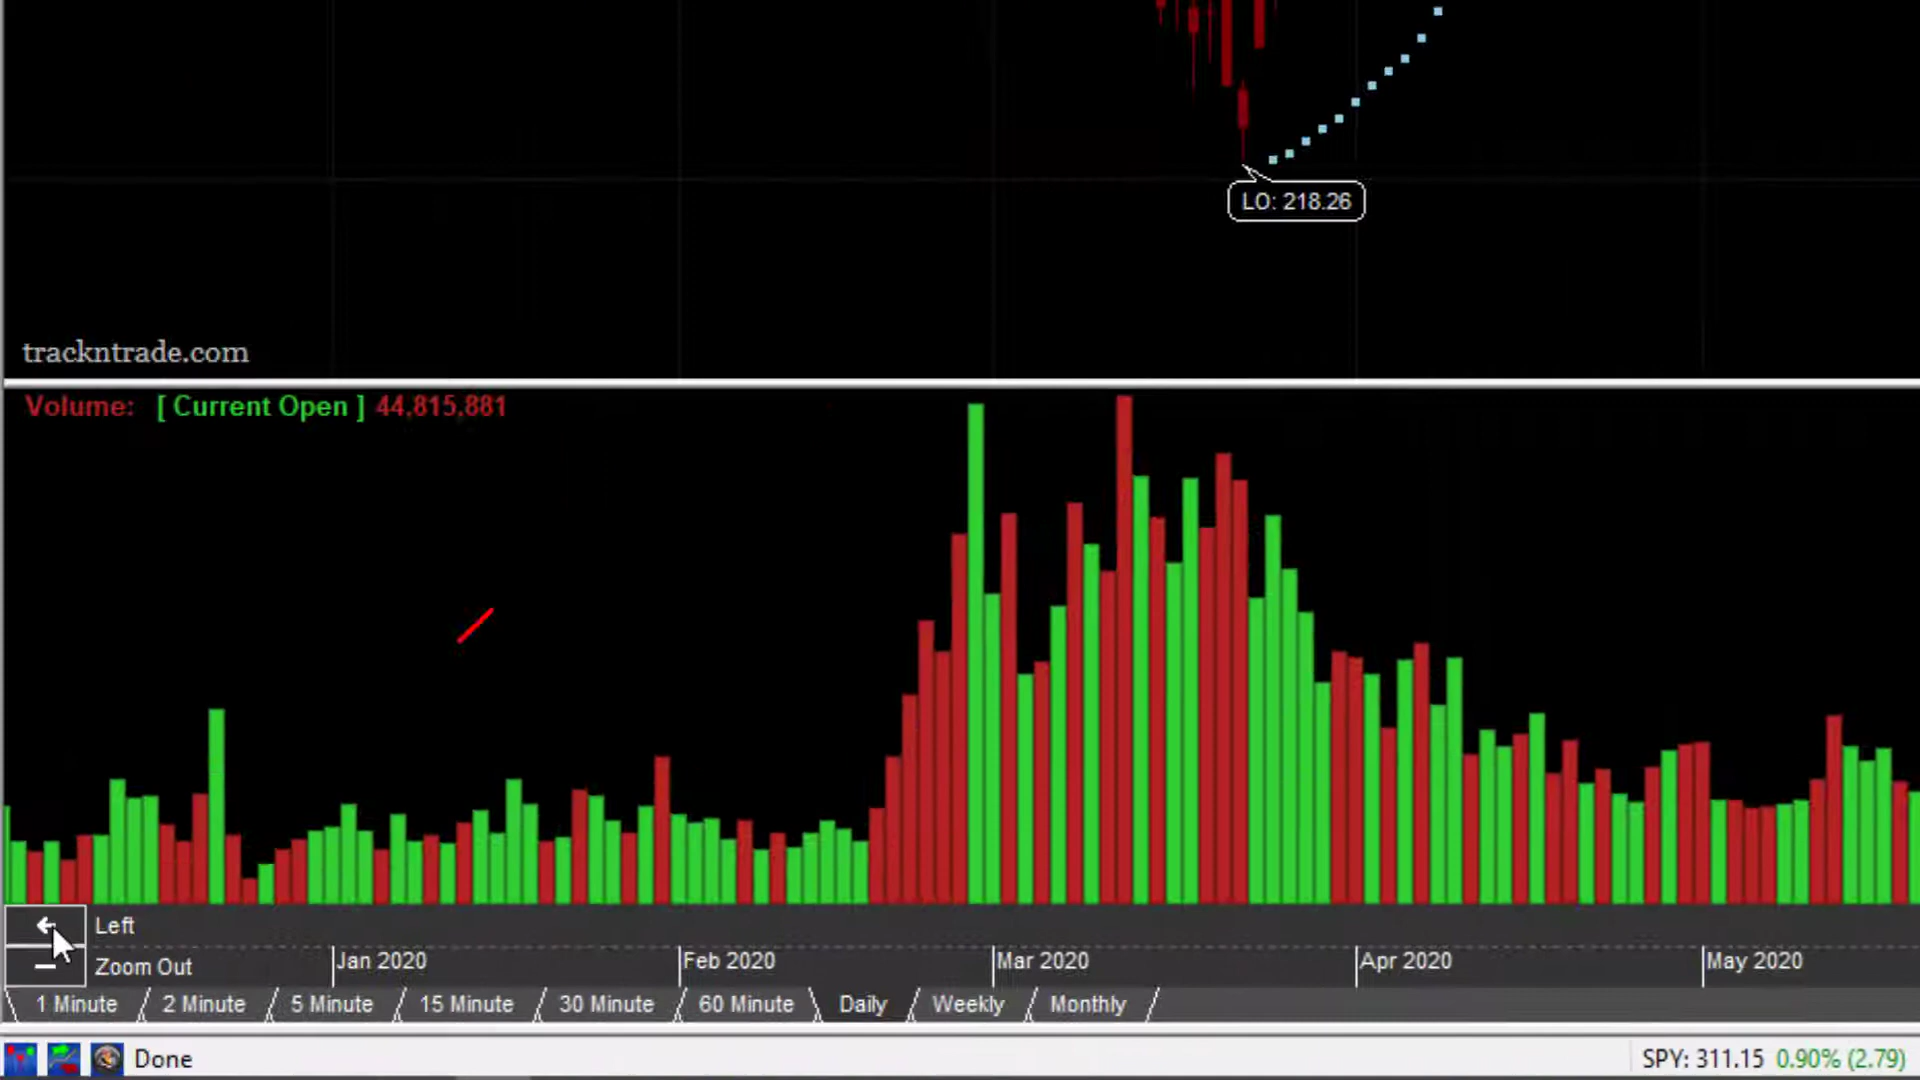 LO: 218.26
trackntrade.com
Volume: [ Current Open ] 44,815,881
Left
Zoom Out
Jan 2020 Feb 2020 Mar 2020 Apr 2020 May 2020
1 Minute 2 Minute 5 Minute 15 Minute 30 Minute 60 Minute Daily Weekly Monthly
Done
SPY: 311.15 0.90% (2.79)